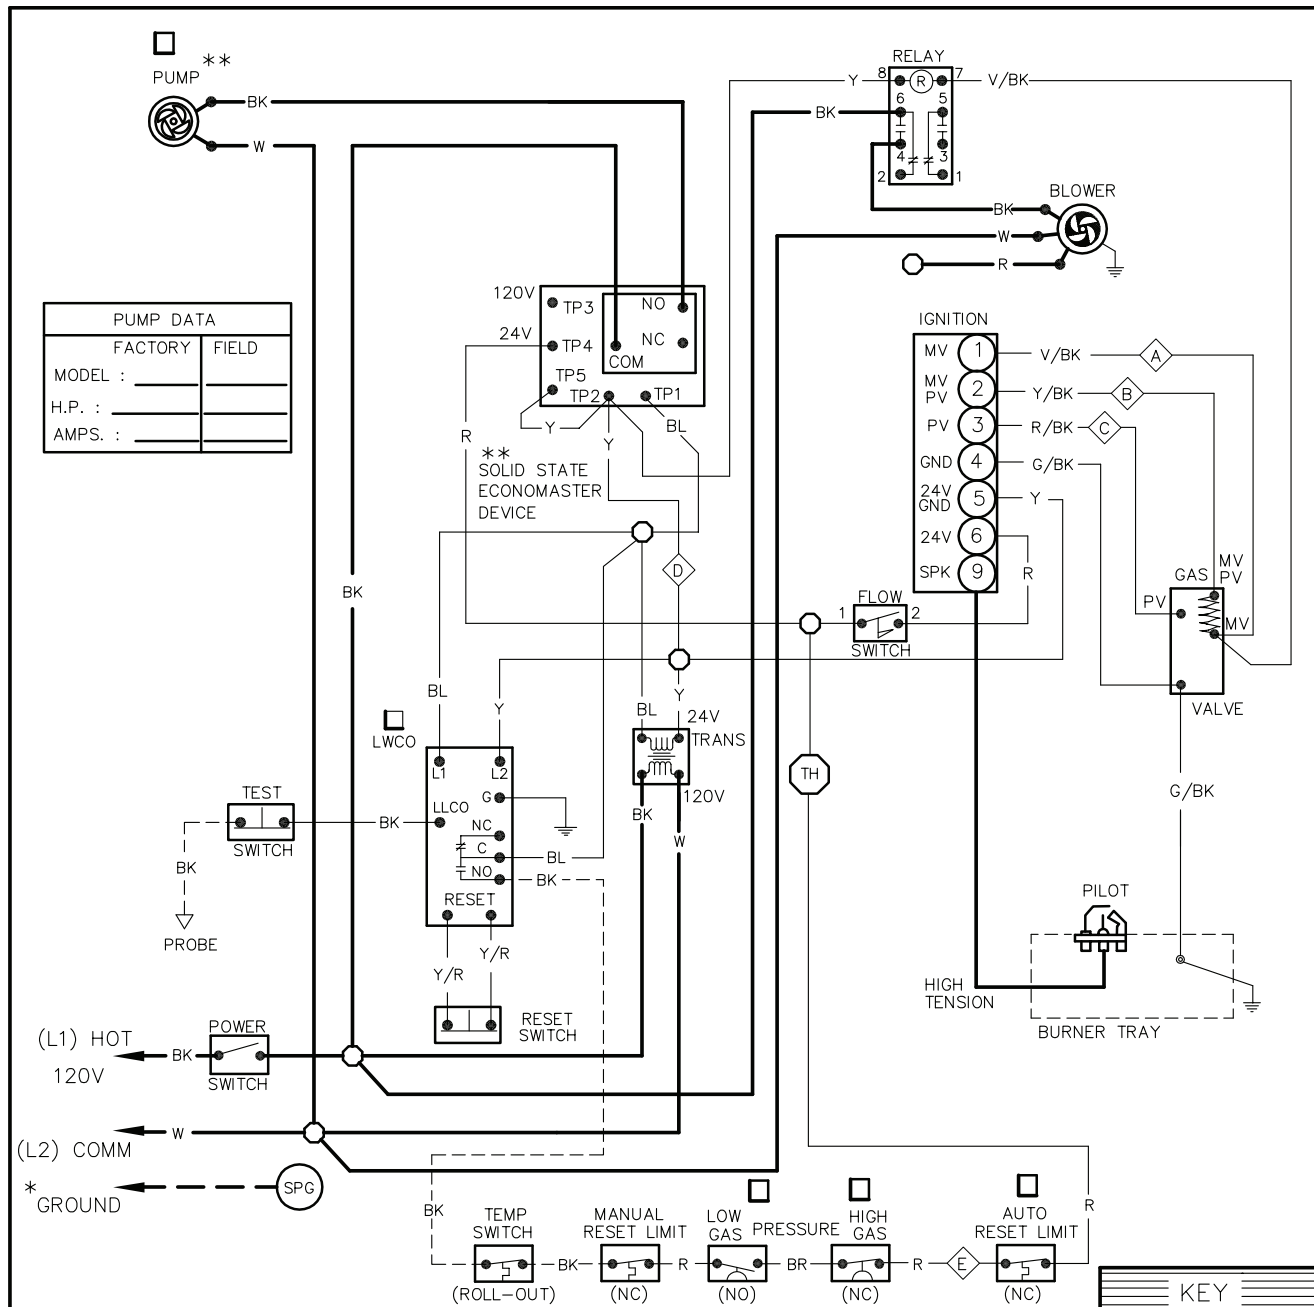 **
PUMP
BK
W
RELAY
8
R
7
Y
V/BK
6
5
BK
4
3
2
1
BLOWER
BK
W
R
PUMP DATA
FACTORY
FIELD
MODEL :
H.P. :
AMPS. :
120V
TP3
NO
24V
TP4
NC
COM
TP5
TP2
TP1
Y
Y
BL
R
**
SOLID STATE
ECONOMASTER
DEVICE
IGNITION
MV
1
V/BK
A
MV
PV
2
Y/BK
B
PV
3
R/BK
C
GND
4
G/BK
24V
GND
5
Y
24V
6
R
SPK
9
D
BK
FLOW
1
2
SWITCH
GAS
MV
PV
PV
MV
VALVE
BL
Y
BL
Y
24V
TRANS
120V
BK
W
LWCO
L1
L2
G
LLCO
NC
C
NO
RESET
BK
BL
BK
TEST
SWITCH
BK
PROBE
TH
G/BK
PILOT
HIGH
TENSION
BURNER TRAY
Y/R
Y/R
RESET
SWITCH
(L1) HOT
120V
BK
POWER
SWITCH
(L2) COMM
W
*
GROUND
SPG
BK
TEMP
SWITCH
(ROLL-OUT)
BK
MANUAL
RESET LIMIT
(NC)
R
LOW
GAS
(NO)
PRESSURE
BR
HIGH
GAS
(NC)
R
E
AUTO
RESET LIMIT
(NC)
R
KEY